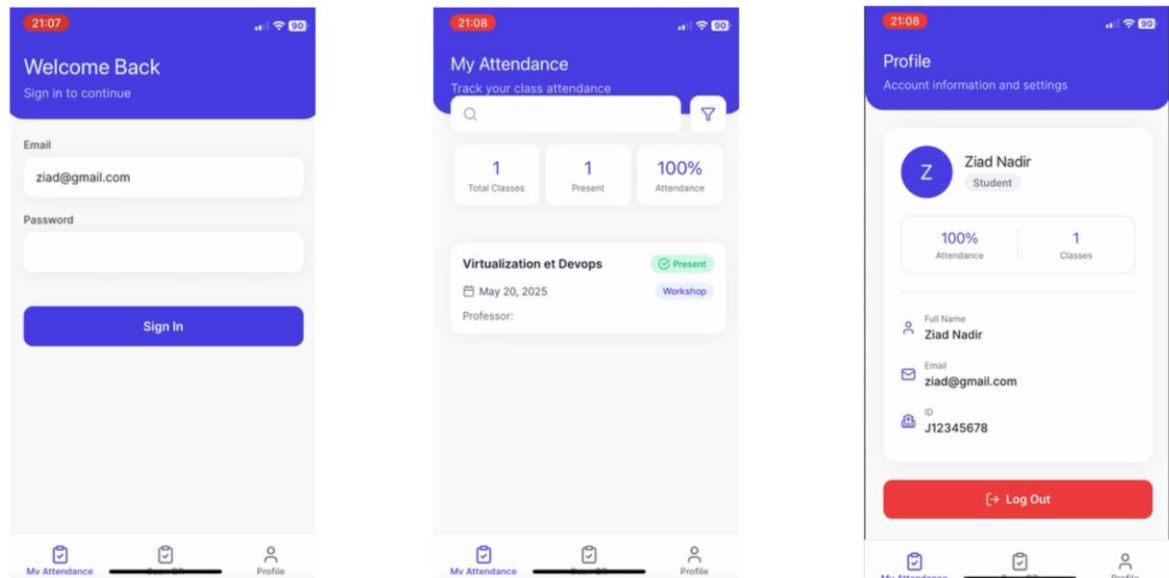 21:07
90
Welcome Back
Sign in to continue
Email
ziad@gmail.com
Password
Sign In
My Attendance
Profile
21:08
90
My Attendance
Track your class attendance
1
1
100%
Total Classes
Present
Attendance
Virtualization et Devops
Present
May 20, 2025
Workshop
Professor:
My Attendance
Profile
21:08
90
Profile
Account information and settings
Z
Ziad Nadir
Student
100%
1
Attendance
Classes
Full Name
Ziad Nadir
Email
ziad@gmail.com
ID
J12345678
Log Out
My Attendance
Profile